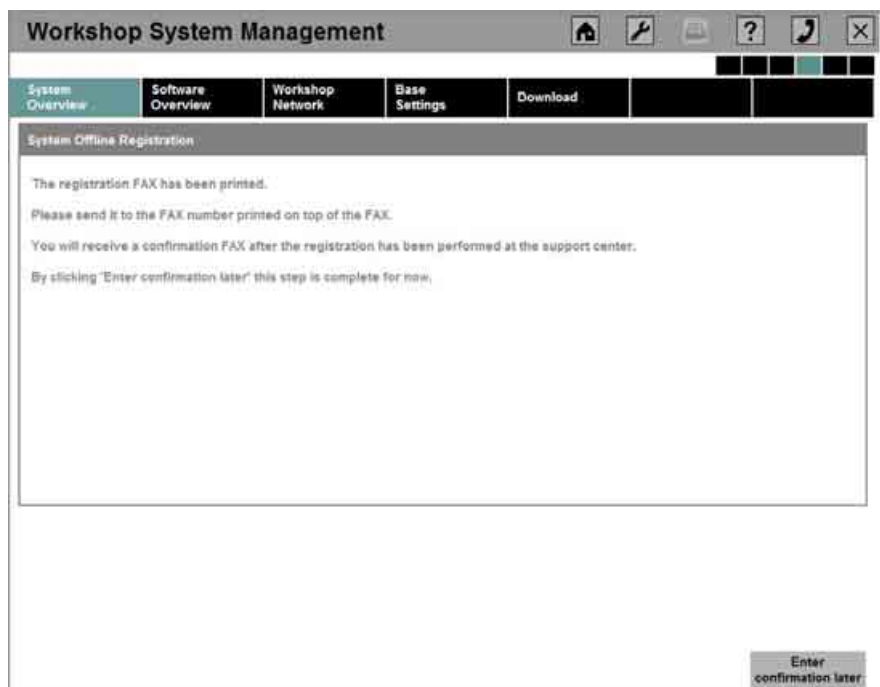 Workshop System Management
?
System Overview
Software Overview
Workshop Network
Base Settings
Download
System Offline Registration
The registration FAX has been printed.
Please send it to the FAX number printed on top of the FAX.
You will receive a confirmation FAX after the registration has been performed at the support center.
By clicking 'Enter confirmation later' this step is complete for now.
Enter
confirmation later